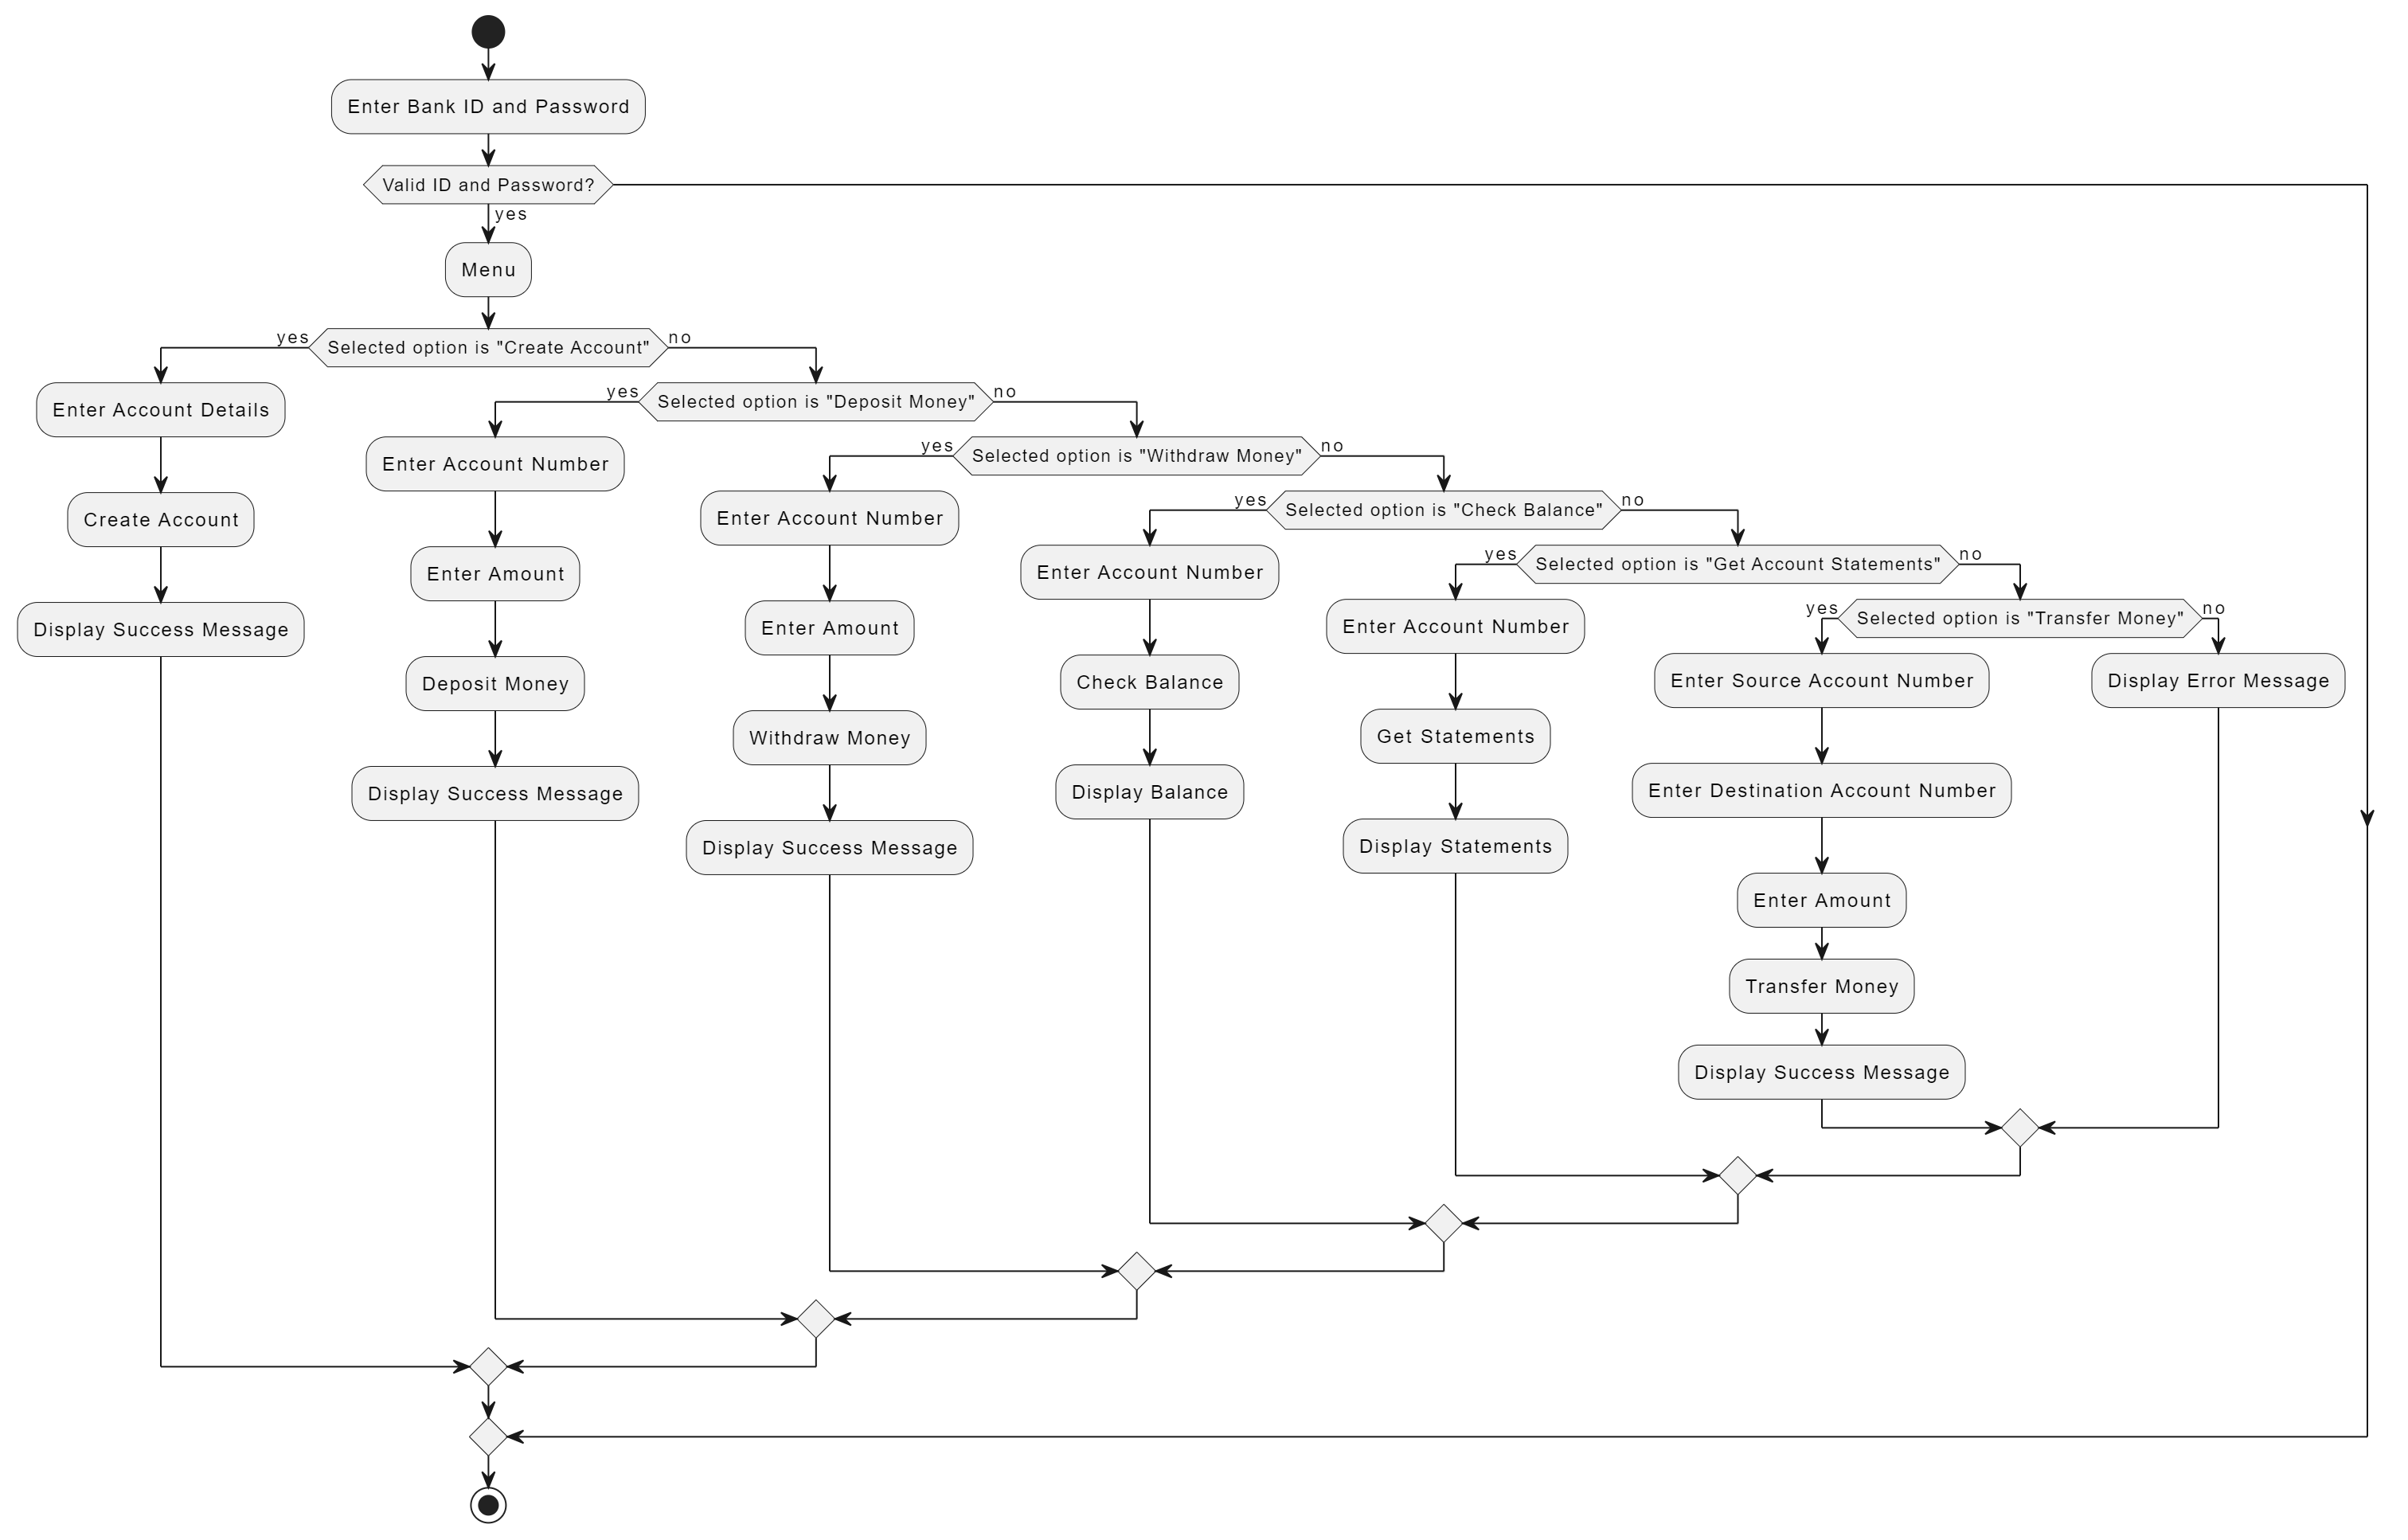 Enter Bank ID and Password
Valid ID and Password?
yes
Menu
yes
Selected option is "Create Account"
no
Enter Account Details
Create Account
Display Success Message
yes
Selected option is "Deposit Money"
no
Enter Account Number
Enter Amount
Deposit Money
Display Success Message
yes
Selected option is "Withdraw Money"
no
Enter Account Number
Enter Amount
Withdraw Money
Display Success Message
yes
Selected option is "Check Balance"
no
Enter Account Number
Check Balance
Display Balance
yes
Selected option is "Get Account Statements"
no
Enter Account Number
Get Statements
Display Statements
yes
Selected option is "Transfer Money"
no
Enter Source Account Number
Enter Destination Account Number
Enter Amount
Transfer Money
Display Success Message
Display Error Message